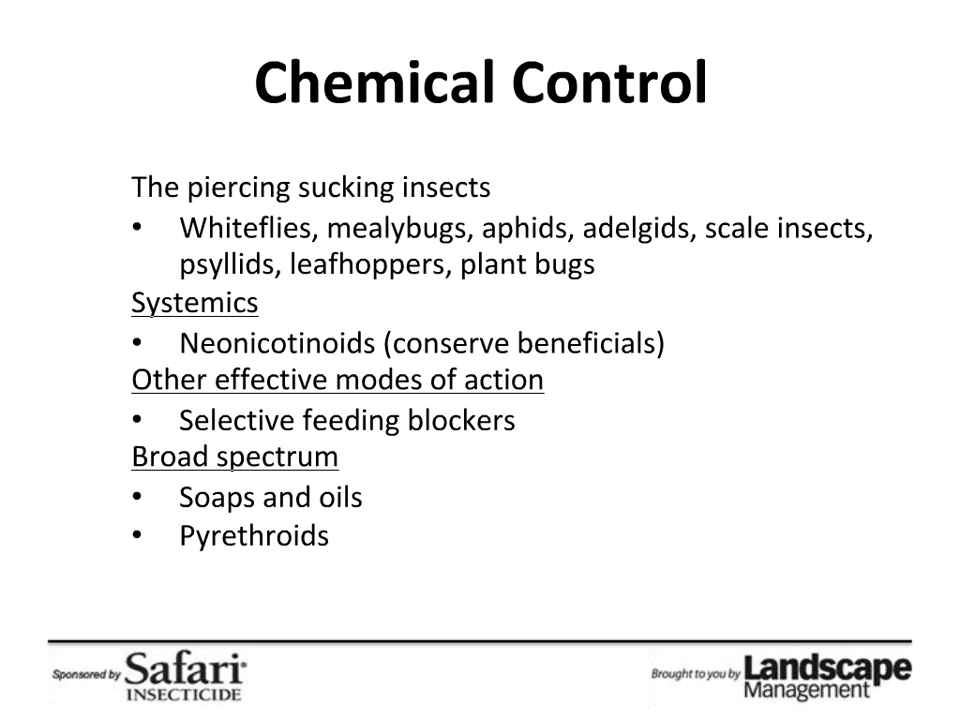 Chemical Control
The piercing sucking insects
• Whiteflies, mealybugs, aphids, adelgids, scale insects,
psyllids, leafhoppers, plant bugs
Systemics
• Neonicotinoids (conserve beneficials)
Other effective modes of action
• Selective feeding blockers
Broad spectrum
• Soaps and oils
• Pyrethroids
Sponsored by Safari®
INSECTICIDE
Brought to you by Landscape
Management